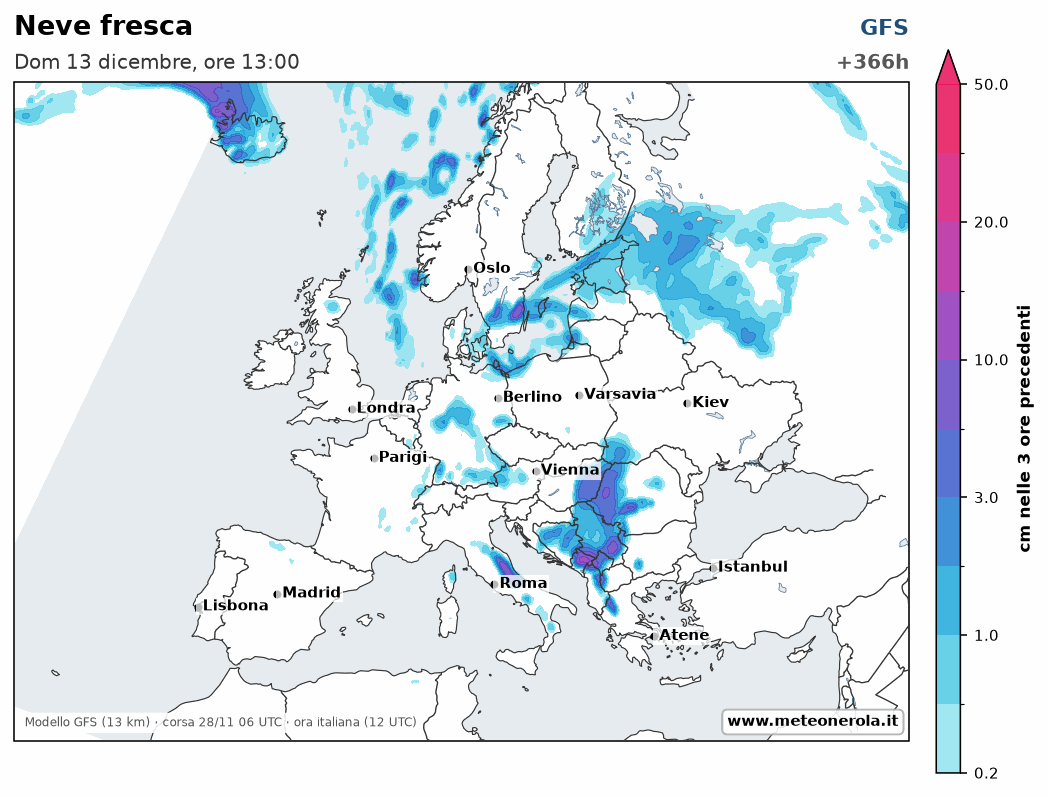 Neve fresca
GFS
Dom 13 dicembre, ore 13:00
+366h
50.0
20.0
10.0
3.0
1.0
0.2
cm nelle 3 ore precedenti
Oslo
Berlino
Varsavia
Kiev
Londra
Parigi
Vienna
Istanbul
Roma
Madrid
Lisbona
Atene
Modello GFS (13 km) · corsa 28/11 06 UTC · ora italiana (12 UTC)
www.meteonerola.it